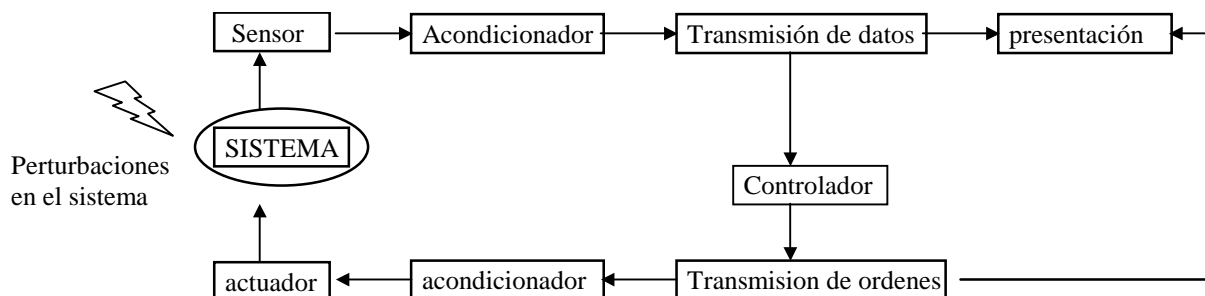 Sensor
Acondicionador
Transmisión de datos
presentación
SISTEMA
Perturbaciones
en el sistema
Controlador
actuador
acondicionador
Transmision de ordenes